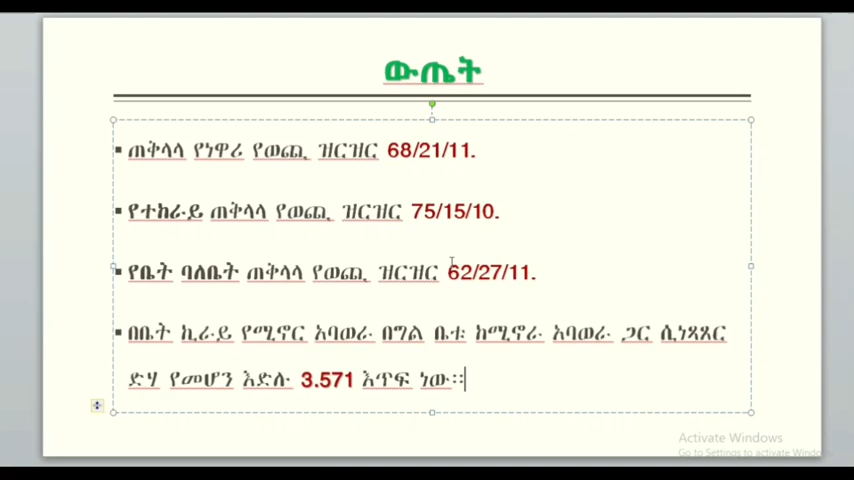 ውጤት
▪ ጠቅላላ የነዋሪ የወጪ ዝርዝር 68/21/11.
▪ የተከራይ ጠቅላላ የወጪ ዝርዝር 75/15/10.
▪ የቤት ባለቤት ጠቅላላ የወጪ ዝርዝር 62/27/11.
▪ በቤት ኪራይ የሚኖር አባወራ በግል ቤቱ ከሚኖራ አባወራ ጋር ሲነጻጸር
ድሃ የመሆን እድሉ 3.571 እጥፍ ነው፡፡
Activate Windows
Go to Settings to activate Windows.